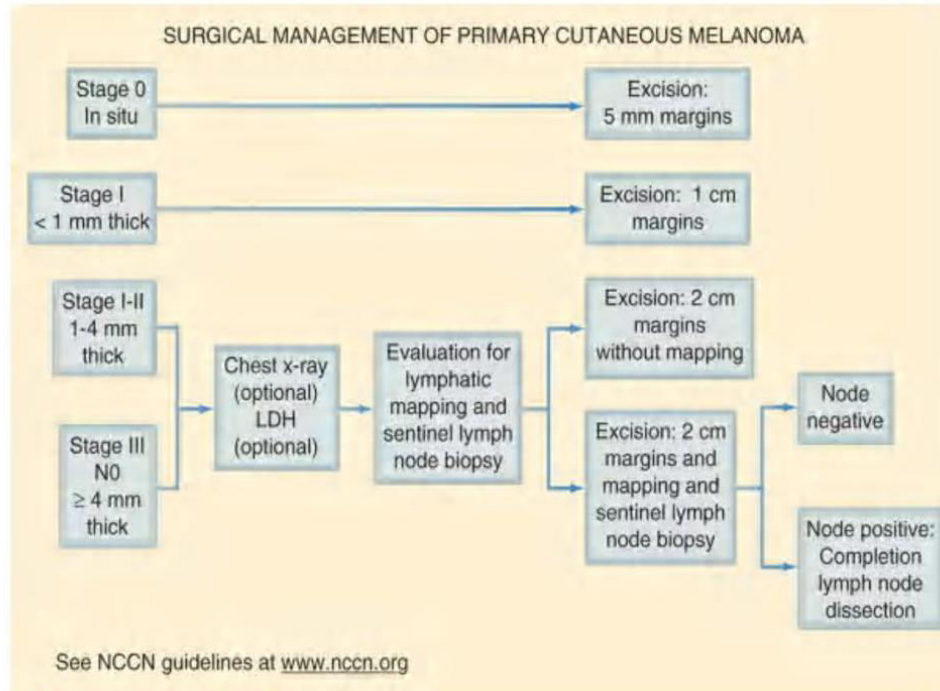 SURGICAL MANAGEMENT OF PRIMARY CUTANEOUS MELANOMA
Stage 0
In situ
Excision:
5 mm margins
Stage I
< 1 mm thick
Excision: 1 cm
margins
Stage I-II
1-4 mm
thick
Stage III
N0
≥ 4 mm
thick
Chest x-ray
(optional)
LDH
(optional)
Evaluation for
lymphatic
mapping and
sentinel lymph
node biopsy
Excision: 2 cm
margins
without mapping
Excision: 2 cm
margins and
mapping and
sentinel lymph
node biopsy
Node
negative
Node positive:
Completion
lymph node
dissection
See NCCN guidelines at www.nccn.org